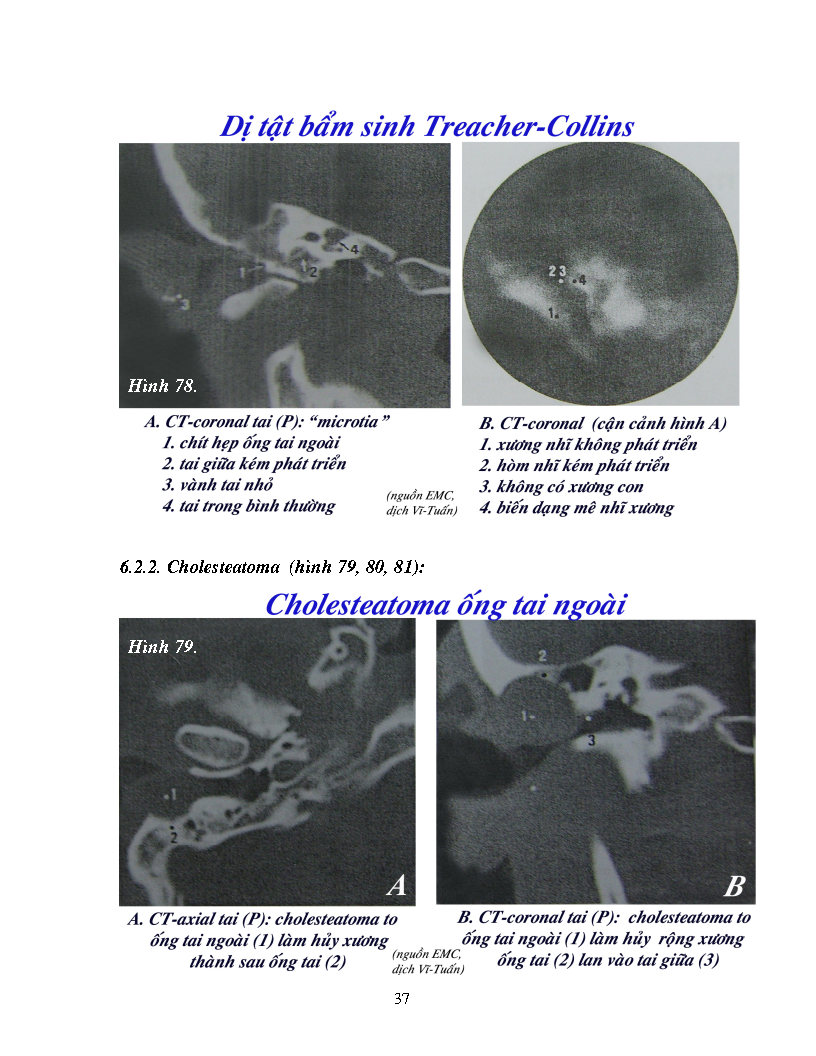 Dị tật bẩm sinh Treacher-Collins
1
2
4
3
Hình 78.
2 3
4
1
A. CT-coronal tai (P): “microtia”
1. chít hẹp ống tai ngoài
2. tai giữa kém phát triển
3. vành tai nhỏ
4. tai trong bình thường
(nguồn EMC,
dịch Vĩ-Tuấn)
B. CT-coronal (cận cảnh hình A)
1. xương nhĩ không phát triển
2. hòm nhĩ kém phát triển
3. không có xương con
4. biến dạng mê nhĩ xương
6.2.2. Cholesteatoma (hình 79, 80, 81):
Cholesteatoma ống tai ngoài
Hình 79.
1
2
A
2
1
3
B
A. CT-axial tai (P): cholesteatoma to
ống tai ngoài (1) làm hủy xương
thành sau ống tai (2)
(nguồn EMC,
dịch Vĩ-Tuấn)
B. CT-coronal tai (P): cholesteatoma to
ống tai ngoài (1) làm hủy rộng xương
ống tai (2) lan vào tai giữa (3)
37